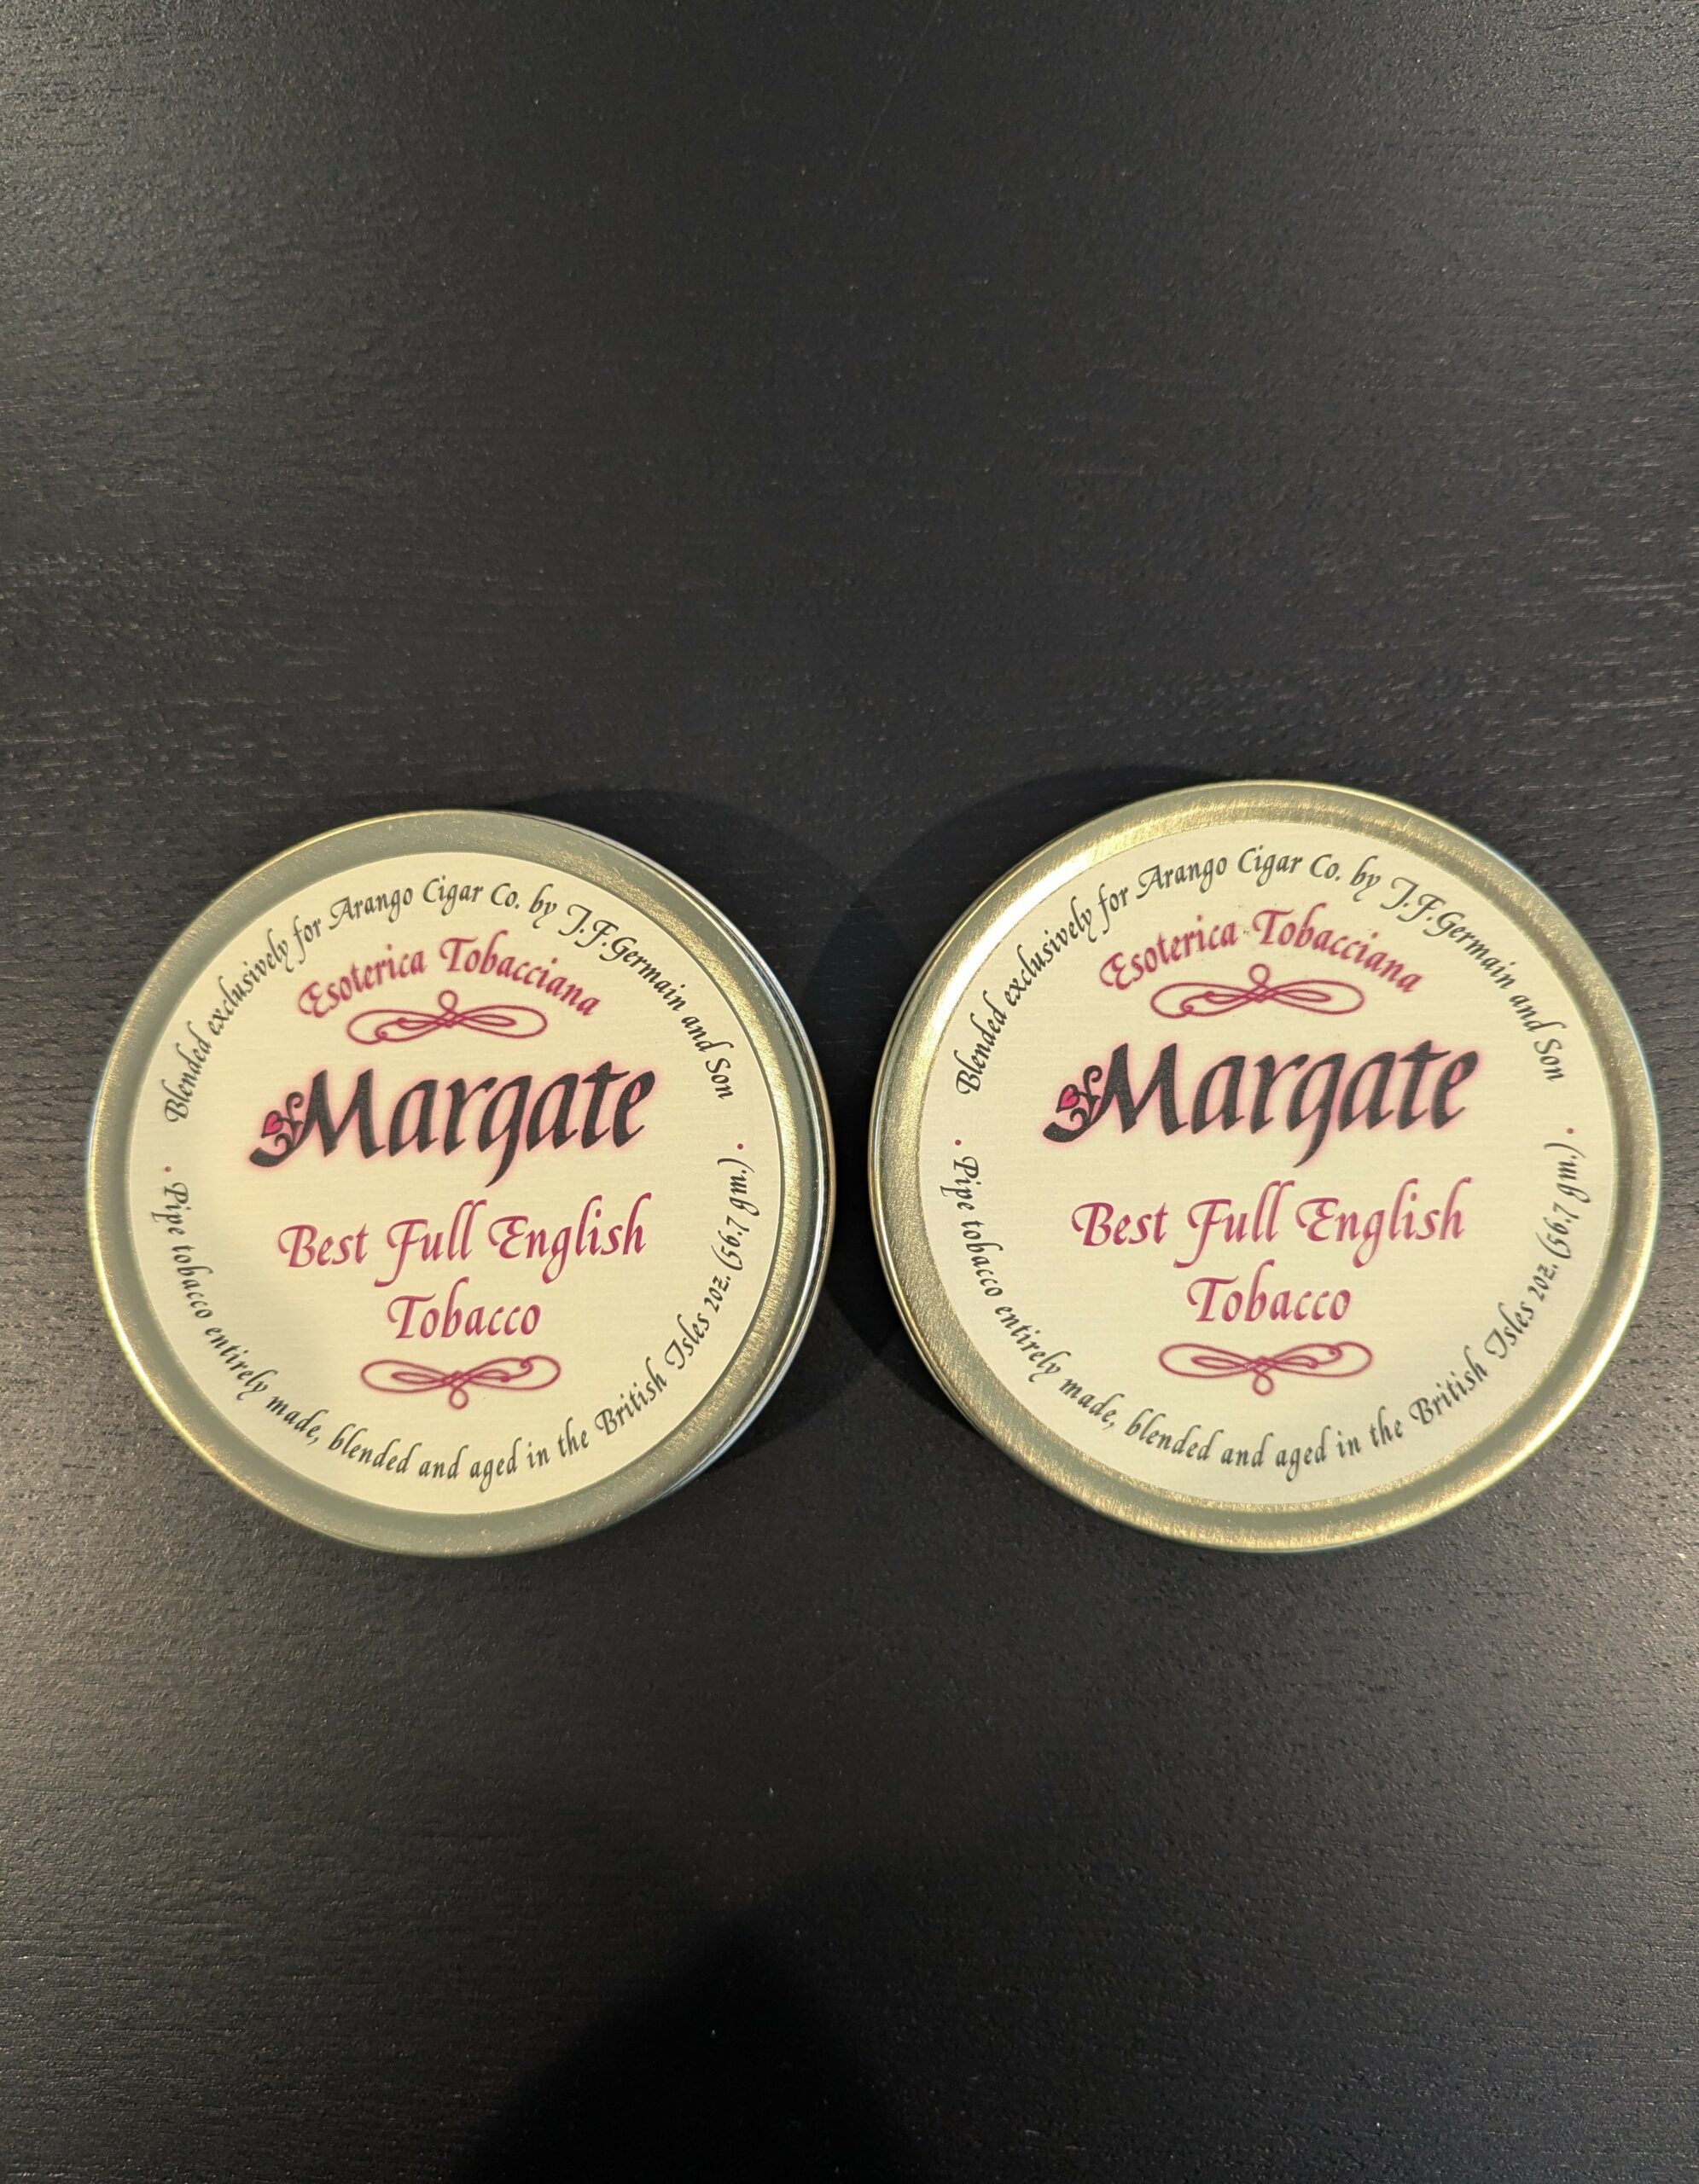 Blended exclusively for Arango Cigar Co. by J.F.Germain and Son
Esoterica Tobacciana
Margate
Best Full English
Tobacco
Pipe tobacco entirely made, blended and aged in the British Isles 2oz.(56.7 gm.)
Blended exclusively for Arango Cigar Co. by J.F.Germain and Son
Esoterica Tobacciana
Margate
Best Full English
Tobacco
Pipe tobacco entirely made, blended and aged in the British Isles 2oz.(56.7 gm.)